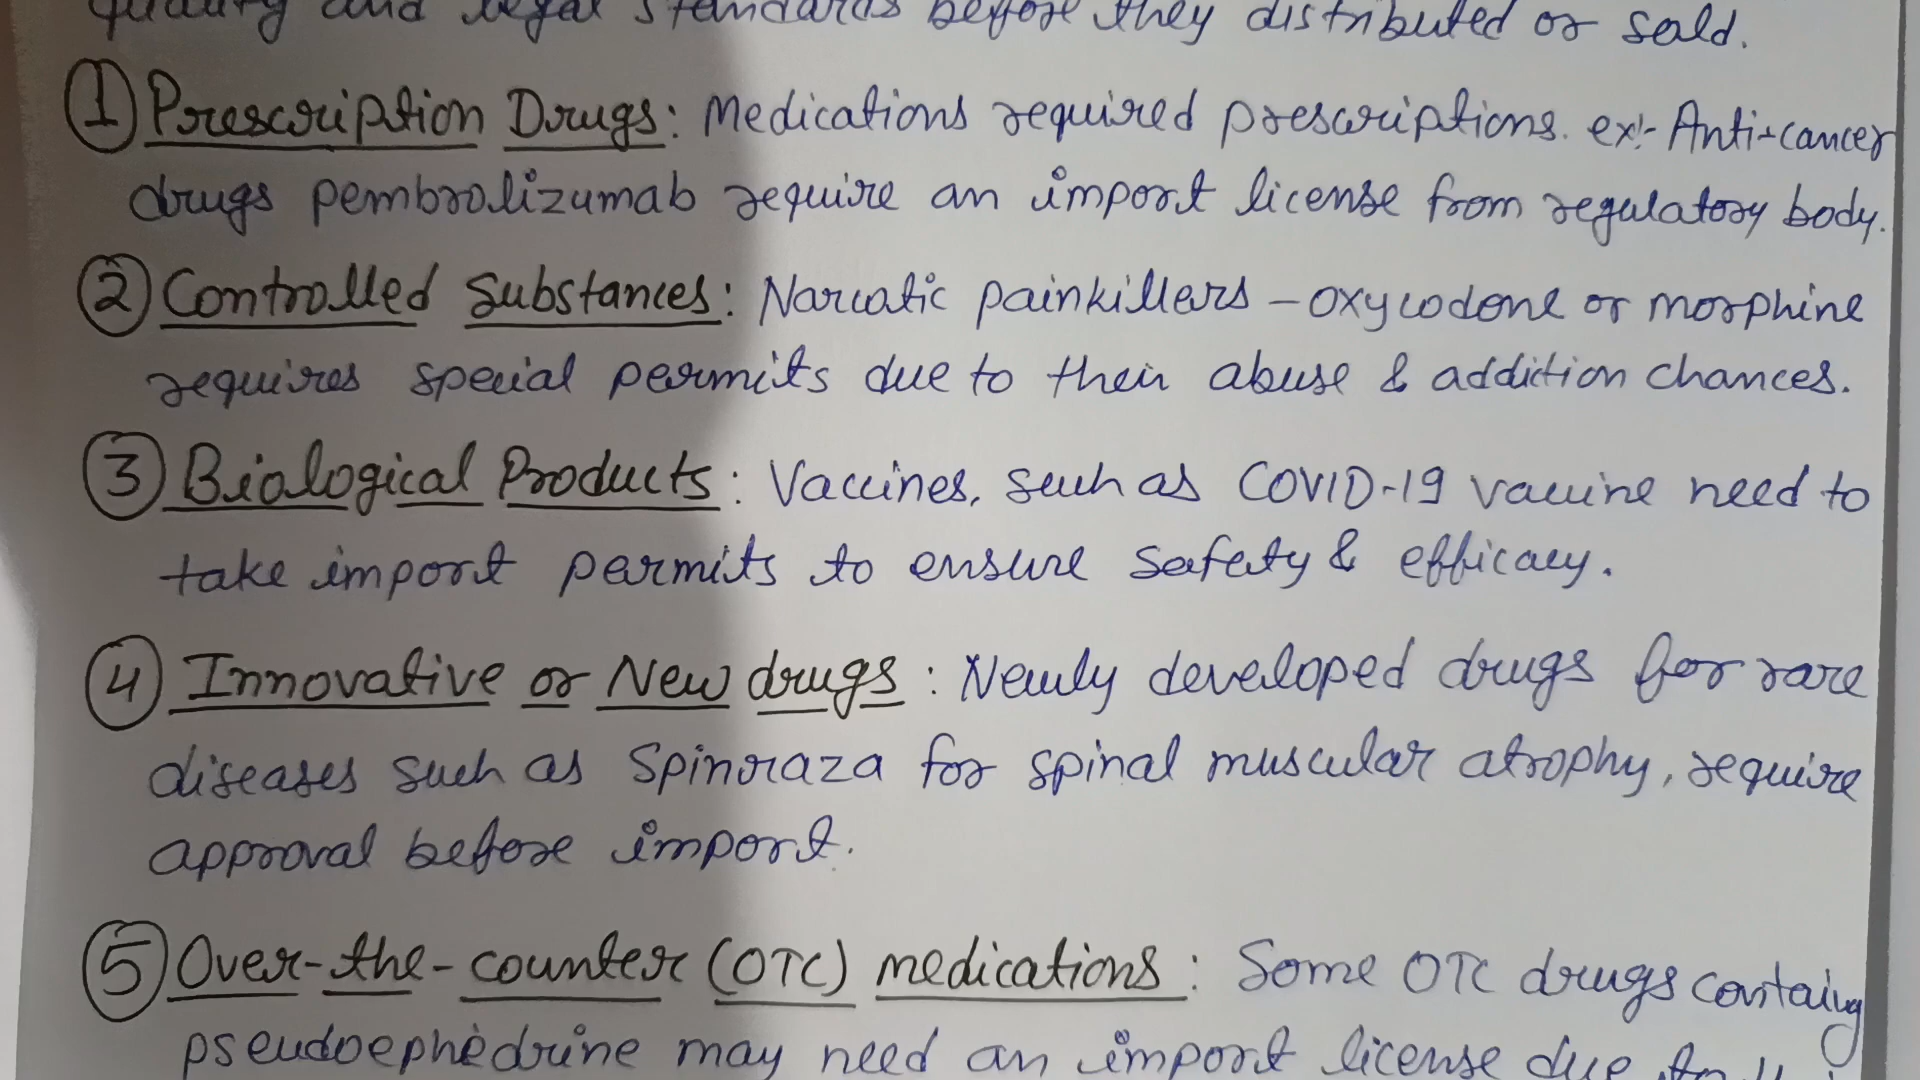 quality and legal standards before they distributed or sold.
① Prescription Drugs: Medications required prescriptions. ex:- Anti-cancer
drugs pembrolizumab require an import license from regulatory body.
② Controlled Substances: Narcotic painkillers - oxycodone or morphine
requires special permits due to their abuse & addiction chances.
③ Biological Products: Vaccines, such as COVID-19 vaccine need to
take import permits to ensure safety & efficacy.
④ Innovative or New drugs: Newly developed drugs for rare
diseases such as Spinraza for spinal muscular atrophy, require
approval before import.
⑤ Over-the-counter (OTC) medications: Some OTC drugs containing
pseudoephedrine may need an import license due to